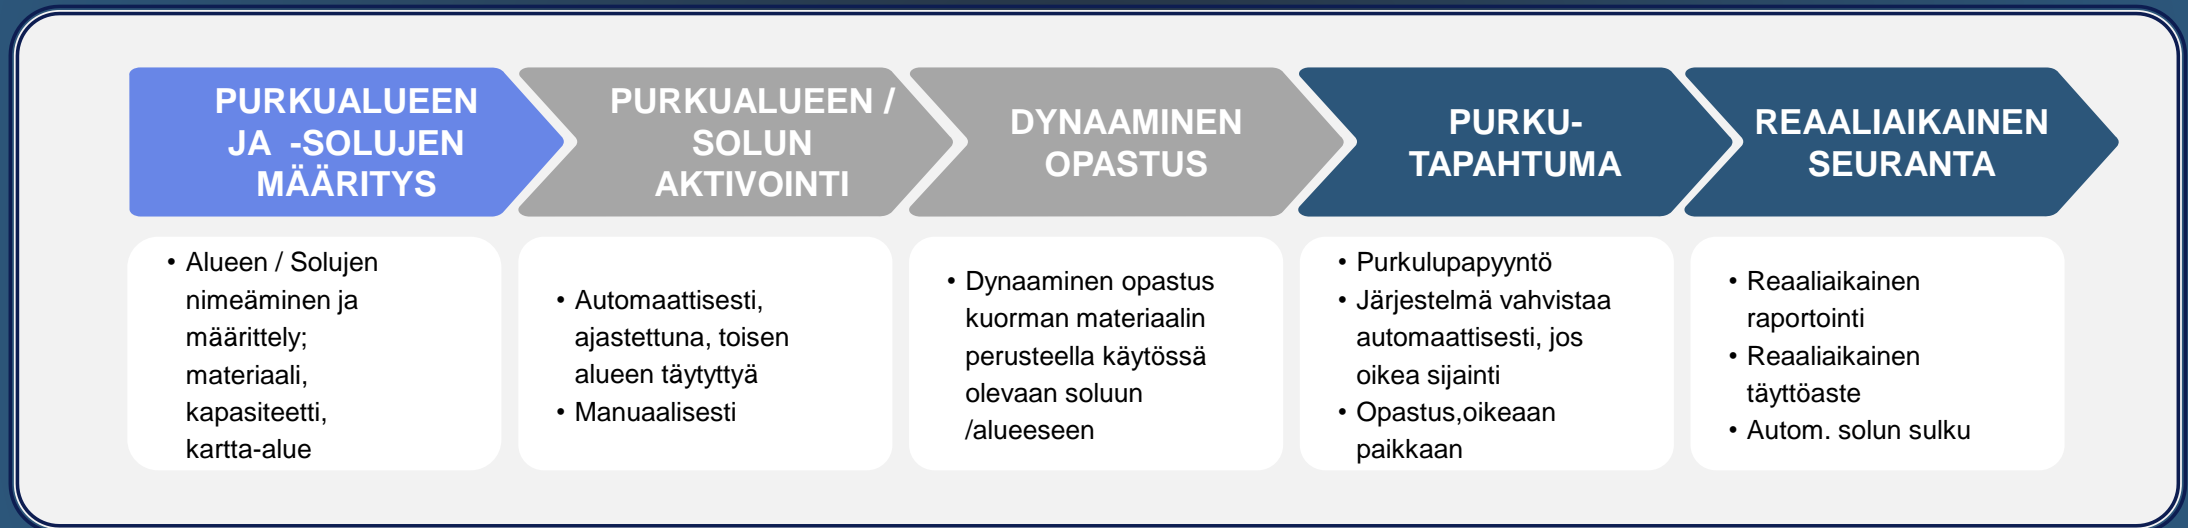 PURKUALUEEN
JA -SOLUJEN
MÄÄRITYS
PURKUALUEEN /
SOLUN
AKTIVOINTI
DYNAAMINEN
OPASTUS
PURKU-
TAPAHTUMA
REAALIAIKAINEN
SEURANTA
• Alueen / Solujen
nimeäminen ja
määrittely;
materiaali,
kapasiteetti,
kartta-alue
• Automaattisesti,
ajastettuna, toisen
alueen täytyttyä
• Manuaalisesti
• Dynaaminen opastus
kuorman materiaalin
perusteella käytössä
olevaan soluun
/alueeseen
• Purkulupapyyntö
• Järjestelmä vahvistaa
automaattisesti, jos
oikea sijainti
• Opastus,oikeaan
paikkaan
• Reaaliaikainen
raportointi
• Reaaliaikainen
täyttöaste
• Autom. solun sulku